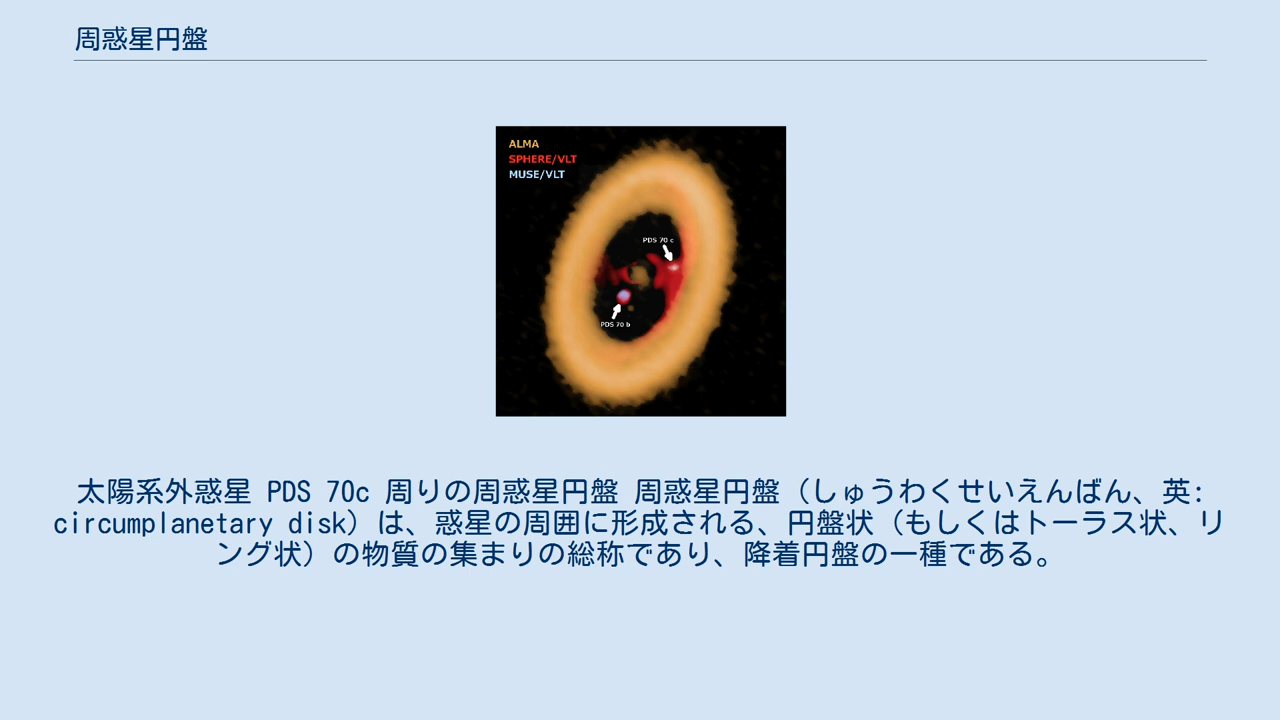 周惑星円盤
ALMA
SPHERE/VLT
MUSE/VLT
PDS 70 c
PDS 70 b
太陽系外惑星 PDS 70c 周りの周惑星円盤 周惑星円盤（しゅうわくせいえんばん、英:
circumplanetary disk）は、惑星の周囲に形成される、円盤状（もしくはトーラス状、リ
ング状）の物質の集まりの総称であり、降着円盤の一種である。